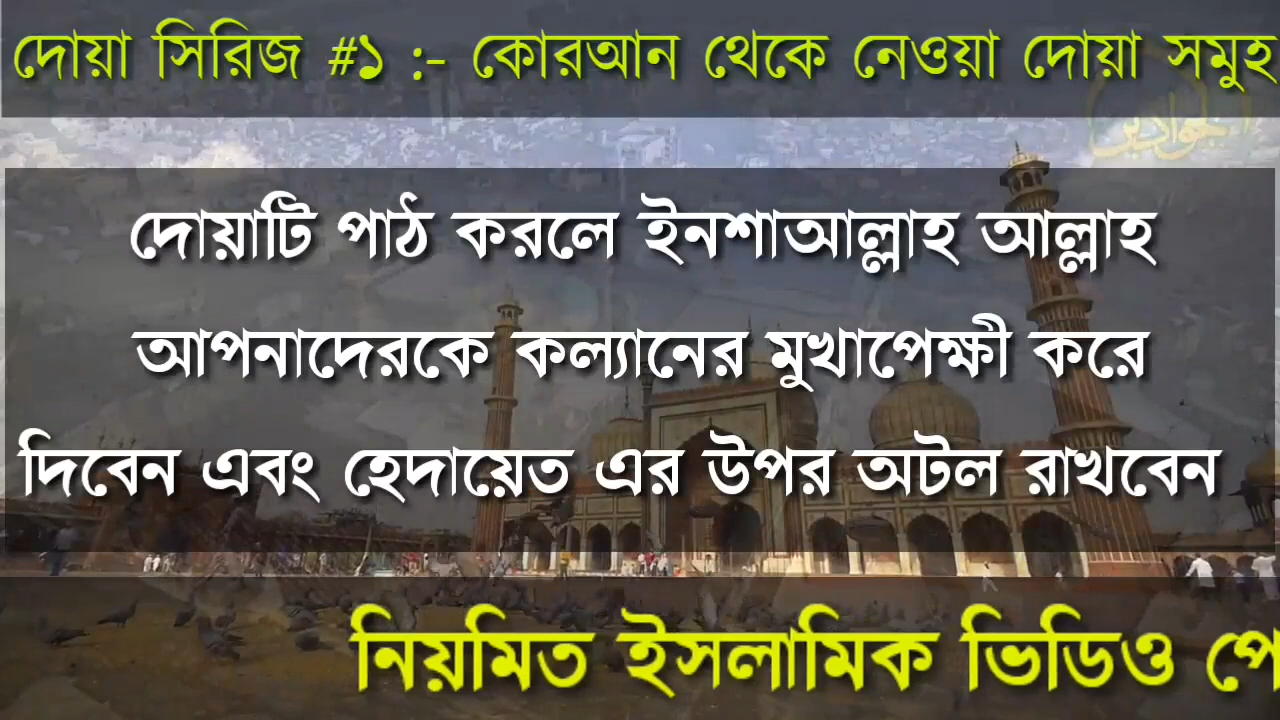 দোয়া সিরিজ #১ :- কোরআন থেকে নেওয়া দোয়া সমুহ
দোয়াটি পাঠ করলে ইনশাআল্লাহ আল্লাহ
আপনাদেরকে কল্যানের মুখাপেক্ষী করে
দিবেন এবং হেদায়েত এর উপর অটল রাখবেন
নিয়মিত ইসলামিক ভিডিও পে